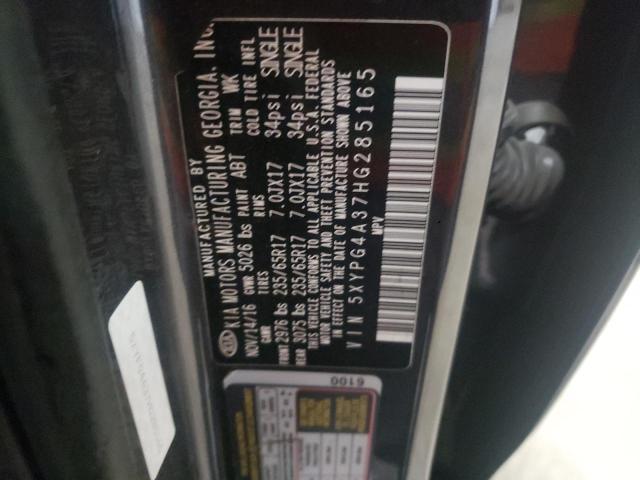 MANUFACTURED BY
KIA KIA MOTORS MANUFACTURING GEORGIA, INC.
NOV/14/16 GVWR 5026 lbs PAINT ABT TRIM WK
GAWR TIRES RIMS COLD TIRE INFL
FRONT 2976 lbs 235/65R17 7.0JX17 34psi SINGLE
REAR 3075 lbs 235/65R17 7.0JX17 34psi SINGLE
THIS VEHICLE CONFORMS TO ALL APPLICABLE U.S.A. FEDERAL
MOTOR VEHICLE SAFETY AND THEFT PREVENTION STANDARDS
IN EFFECT ON THE DATE OF MANUFACTURE SHOWN ABOVE
VIN 5XYPG4A37HG285165
MPV
6100